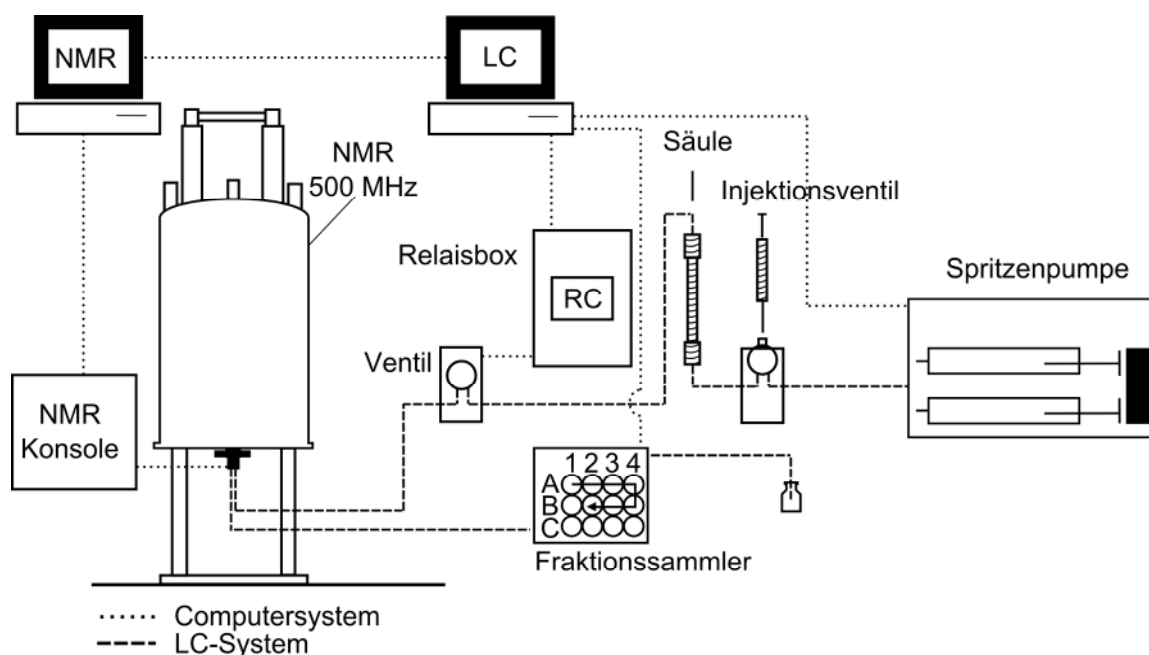 NMR
LC
NMR
500 MHz
Säule
Injektionsventil
Relaisbox
RC
Spritzenpumpe
Ventil
NMR
Konsole
1 2 3 4
A
B
C
Fraktionssammler
Computersystem
LC-System